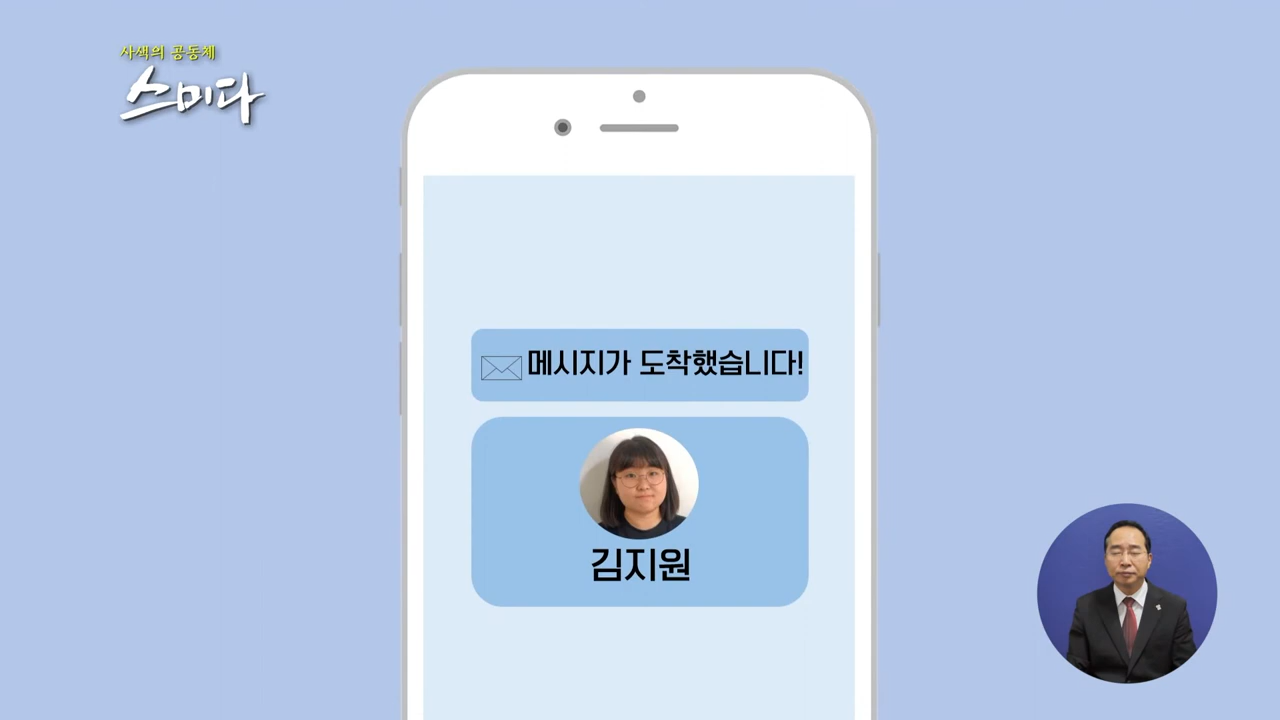 사색의 공동체
스미다
메시지가 도착했습니다!
김지원